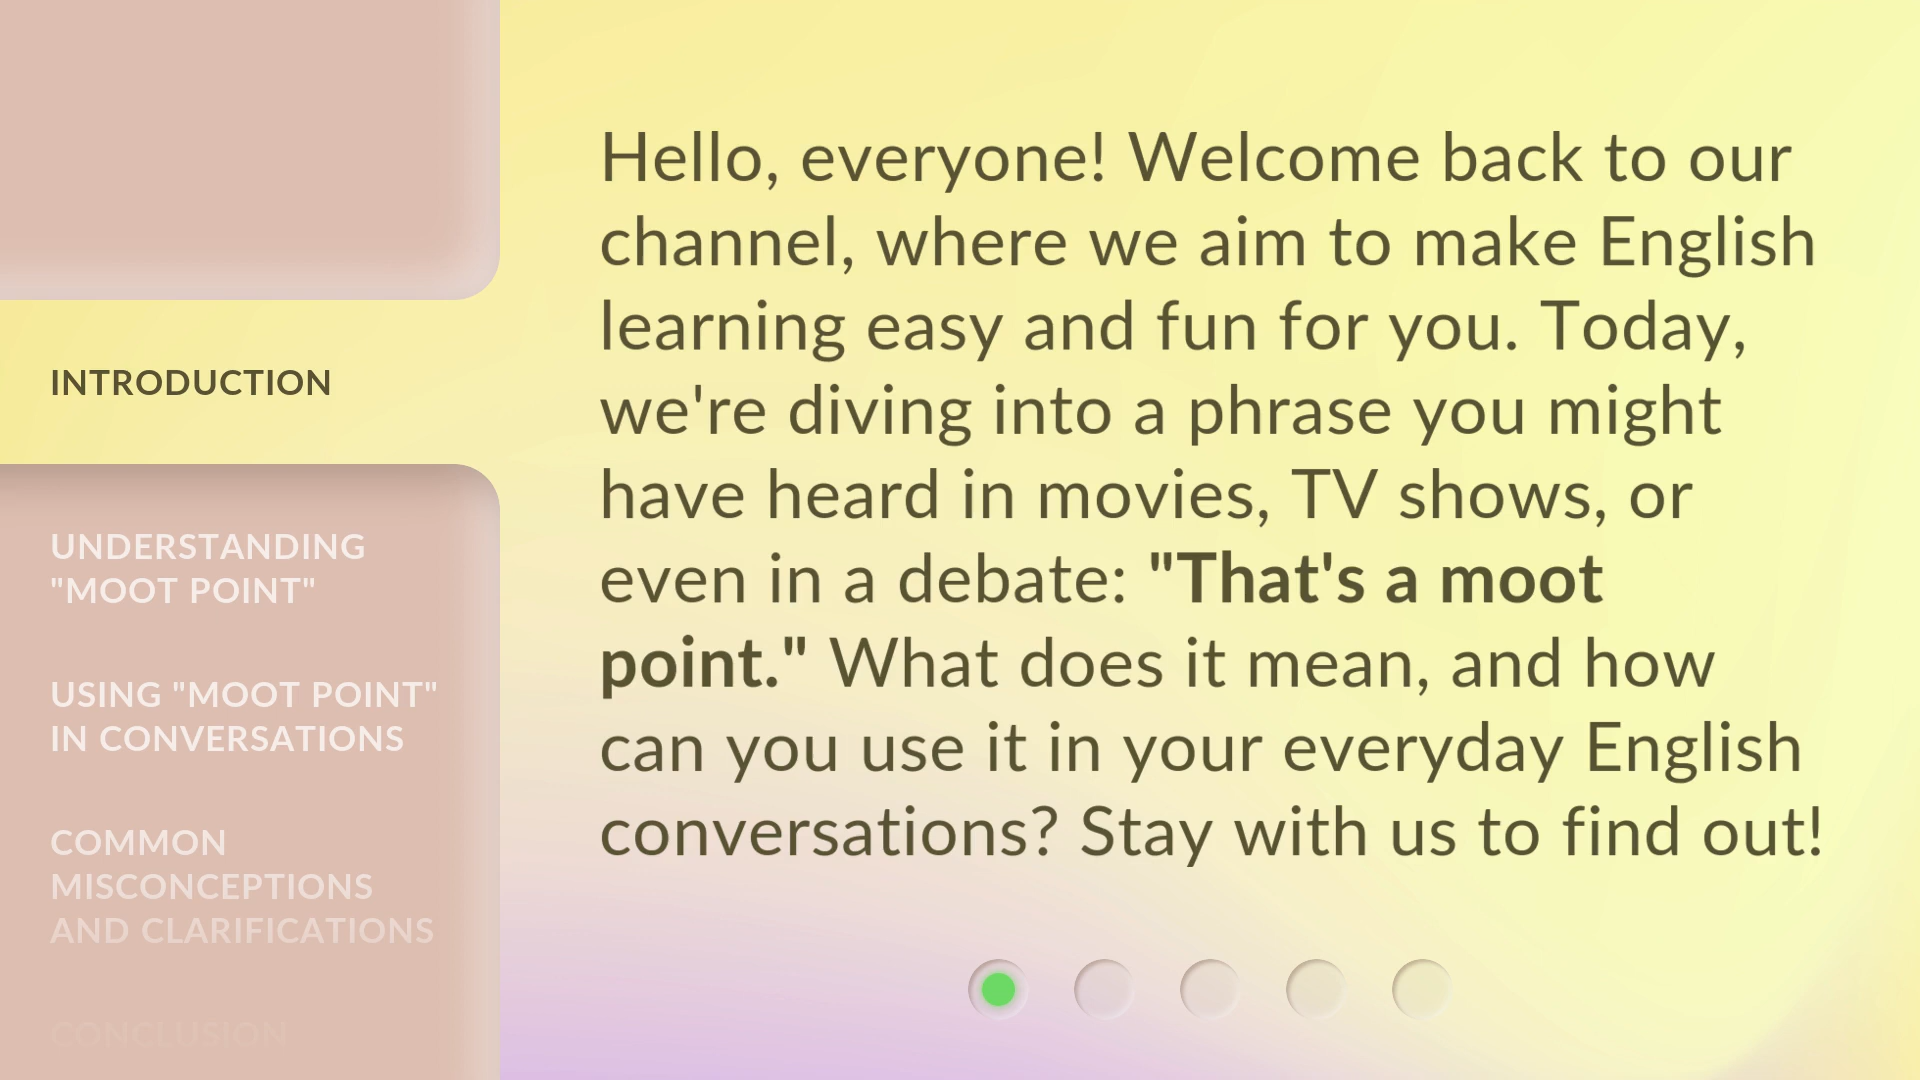 INTRODUCTION
UNDERSTANDING
"MOOT POINT"
USING "MOOT POINT"
IN CONVERSATIONS
COMMON
MISCONCEPTIONS
AND CLARIFICATIONS
CONCLUSION
Hello, everyone! Welcome back to our
channel, where we aim to make English
learning easy and fun for you. Today,
we're diving into a phrase you might
have heard in movies, TV shows, or
even in a debate: "That's a moot
point." What does it mean, and how
can you use it in your everyday English
conversations? Stay with us to find out!